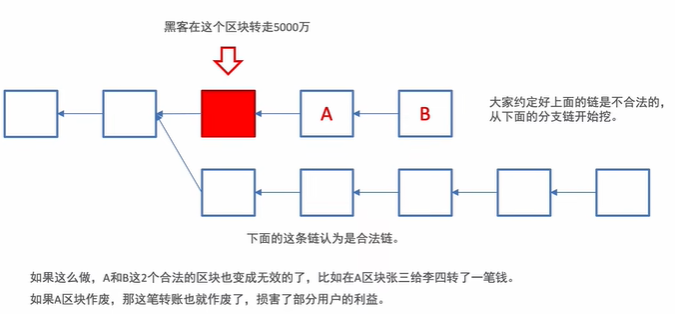 黑客在这个区块转走5000万
A
B
大家约定好上面的链是不合法的，
从下面的分支链开始挖。
下面的这条链认为是合法链。
如果这么做，A和B这2个合法的区块也变成无效的了，比如在A区块张三给李四转了一笔钱。
如果A区块作废，那这笔转账也就作废了，损害了部分用户的利益。